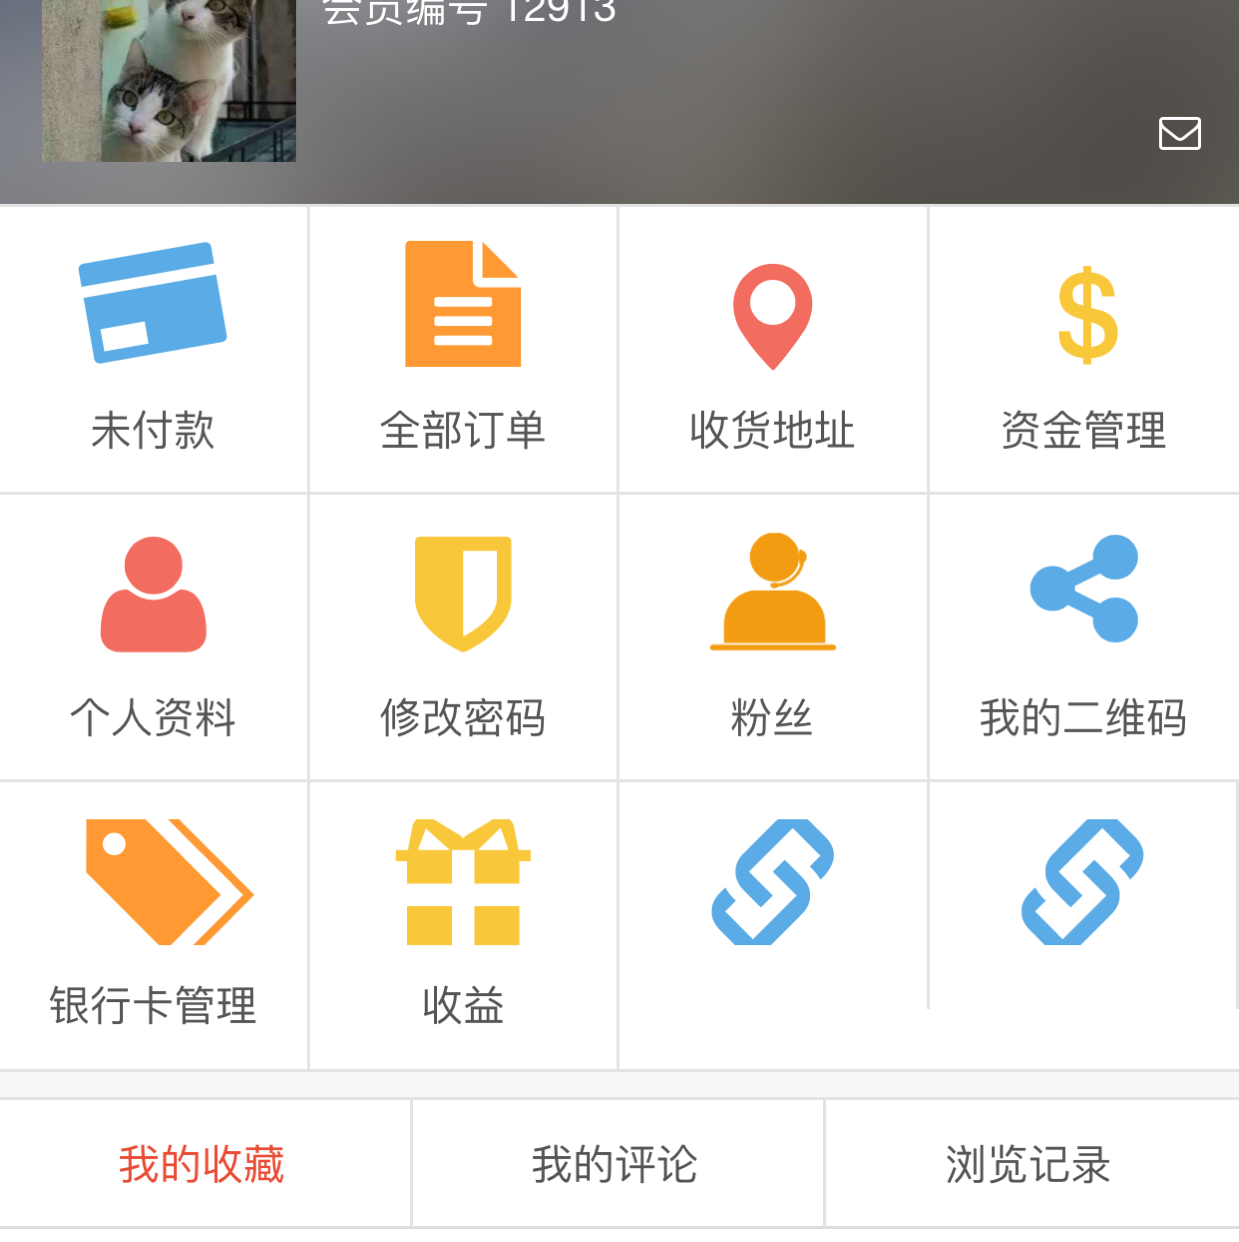 会员编号 12913
未付款
全部订单
收货地址
资金管理
个人资料
修改密码
粉丝
我的二维码
银行卡管理
收益
我的收藏
我的评论
浏览记录